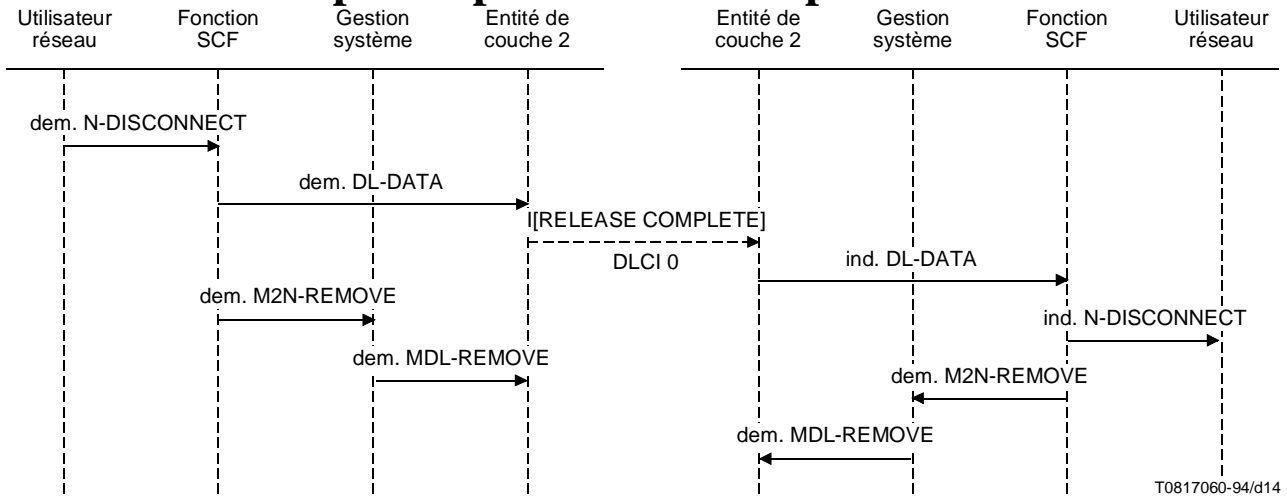 Utilisateur réseau
Fonction SCF
Gestion système
Entité de couche 2
Entité de couche 2
Gestion système
Fonction SCF
Utilisateur réseau
dem. N-DISCONNECT
dem. DL-DATA
I[RELEASE COMPLETE]
DLCI 0
ind. DL-DATA
dem. M2N-REMOVE
ind. N-DISCONNECT
dem. MDL-REMOVE
dem. M2N-REMOVE
dem. MDL-REMOVE
T0817060-94/d14